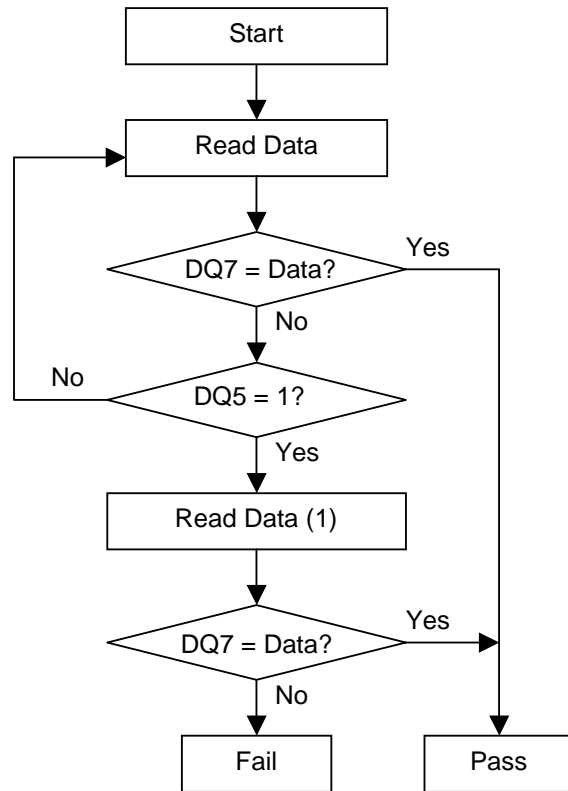 Start
Read Data
Yes
DQ7 = Data?
No
No
DQ5 = 1?
Yes
Read Data (1)
Yes
DQ7 = Data?
No
Fail
Pass